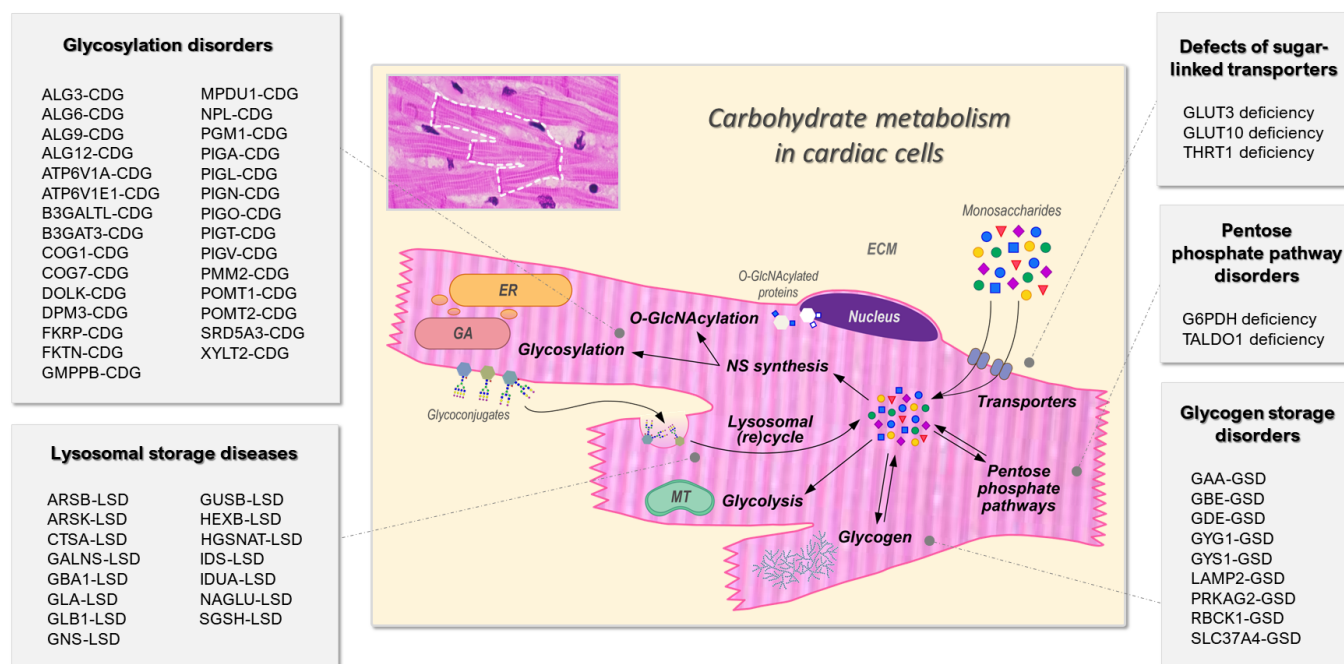 Glycosylation disorders
ALG3-CDG
ALG6-CDG
ALG9-CDG
ALG12-CDG
ATP6V1A-CDG
ATP6V1E1-CDG
B3GALTL-CDG
B3GAT3-CDG
COG1-CDG
COG7-CDG
DOLK-CDG
DPM3-CDG
FKRP-CDG
FKTN-CDG
GMPPB-CDG
MPDU1-CDG
NPL-CDG
PGM1-CDG
PIGA-CDG
PIGL-CDG
PIGN-CDG
PIGO-CDG
PIGT-CDG
PIGV-CDG
PMM2-CDG
POMT1-CDG
POMT2-CDG
SRD5A3-CDG
XYLT2-CDG
Lysosomal storage diseases
ARSB-LSD
ARSK-LSD
CTSA-LSD
GALNS-LSD
GBA1-LSD
GLA-LSD
GLB1-LSD
GNS-LSD
GUSB-LSD
HEXB-LSD
HGSNAT-LSD
IDS-LSD
IDUA-LSD
NAGLU-LSD
SGSH-LSD
Carbohydrate metabolism
in cardiac cells
Monosaccharides
ECM
O-GlcNAcylated
proteins
ER
GA
Nucleus
O-GlcNAcylation
Glycosylation
NS synthesis
Glycoconjugates
Transporters
Lysosomal
(re)cycle
MT
Glycolysis
Glycogen
Pentose
phosphate
pathways
Defects of sugar-
linked transporters
GLUT3 deficiency
GLUT10 deficiency
THRT1 deficiency
Pentose
phosphate pathway
disorders
G6PDH deficiency
TALDO1 deficiency
Glycogen storage
disorders
GAA-GSD
GBE-GSD
GDE-GSD
GYG1-GSD
GYS1-GSD
LAMP2-GSD
PRKAG2-GSD
RBCK1-GSD
SLC37A4-GSD